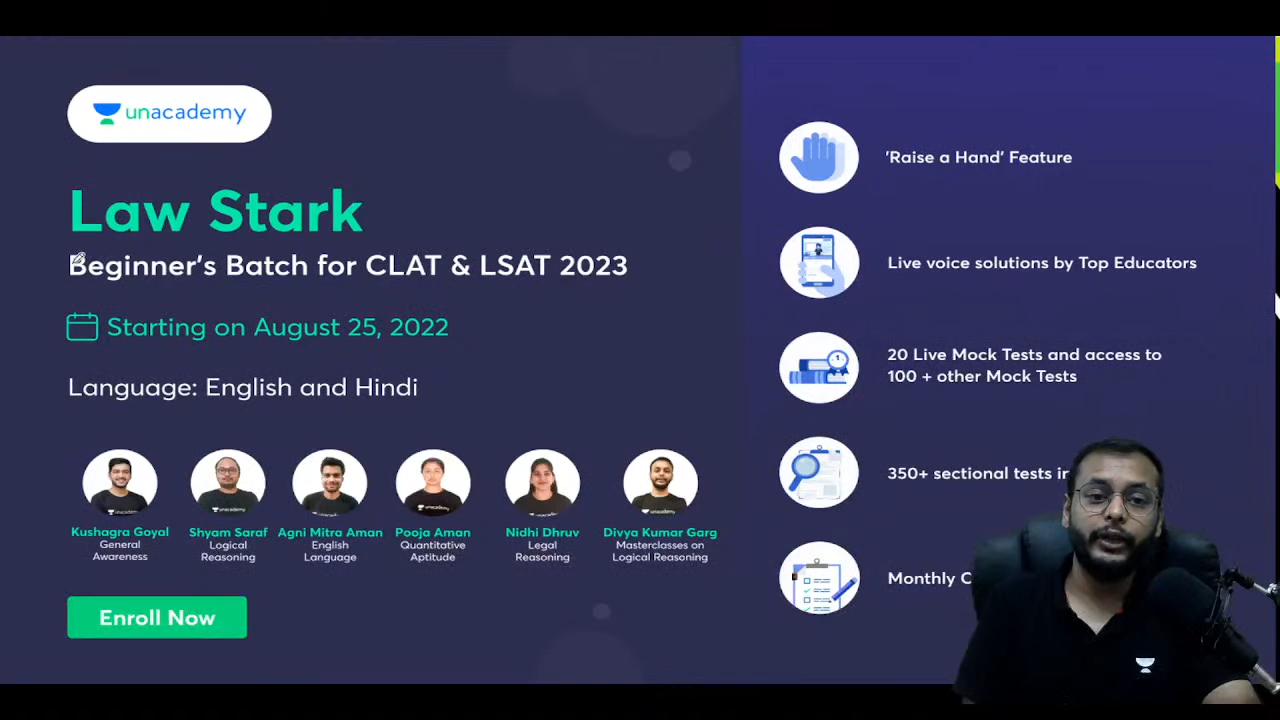 unacademy
Law Stark
Beginner's Batch for CLAT & LSAT 2023
Starting on August 25, 2022
Language: English and Hindi
Kushagra Goyal
General
Awareness
Shyam Saraf
Logical
Reasoning
Agni Mitra Aman
English
Language
Pooja Aman
Quantitative
Aptitude
Nidhi Dhruv
Legal
Reasoning
Divya Kumar Garg
Masterclasses on
Logical Reasoning
Enroll Now
'Raise a Hand' Feature
Live voice solutions by Top Educators
20 Live Mock Tests and access to
100 + other Mock Tests
350+ sectional tests
Monthly